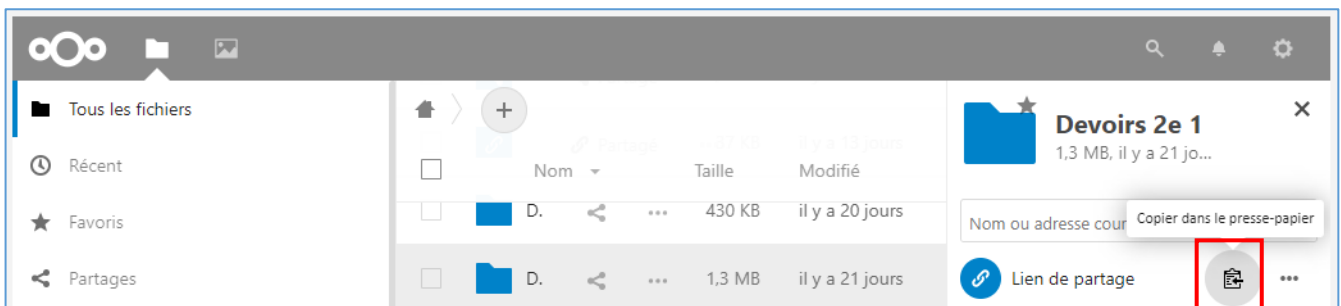 Tous les fichiers
Récent
Favoris
Partages
Partagé
Nom Taille Modifié
D. 430 KB il y a 20 jours
D. 1,3 MB il y a 21 jours
Devoirs 2e 1
1,3 MB, il y a 21 jo...
Nom ou adresse cour
Copier dans le presse-papier
Lien de partage